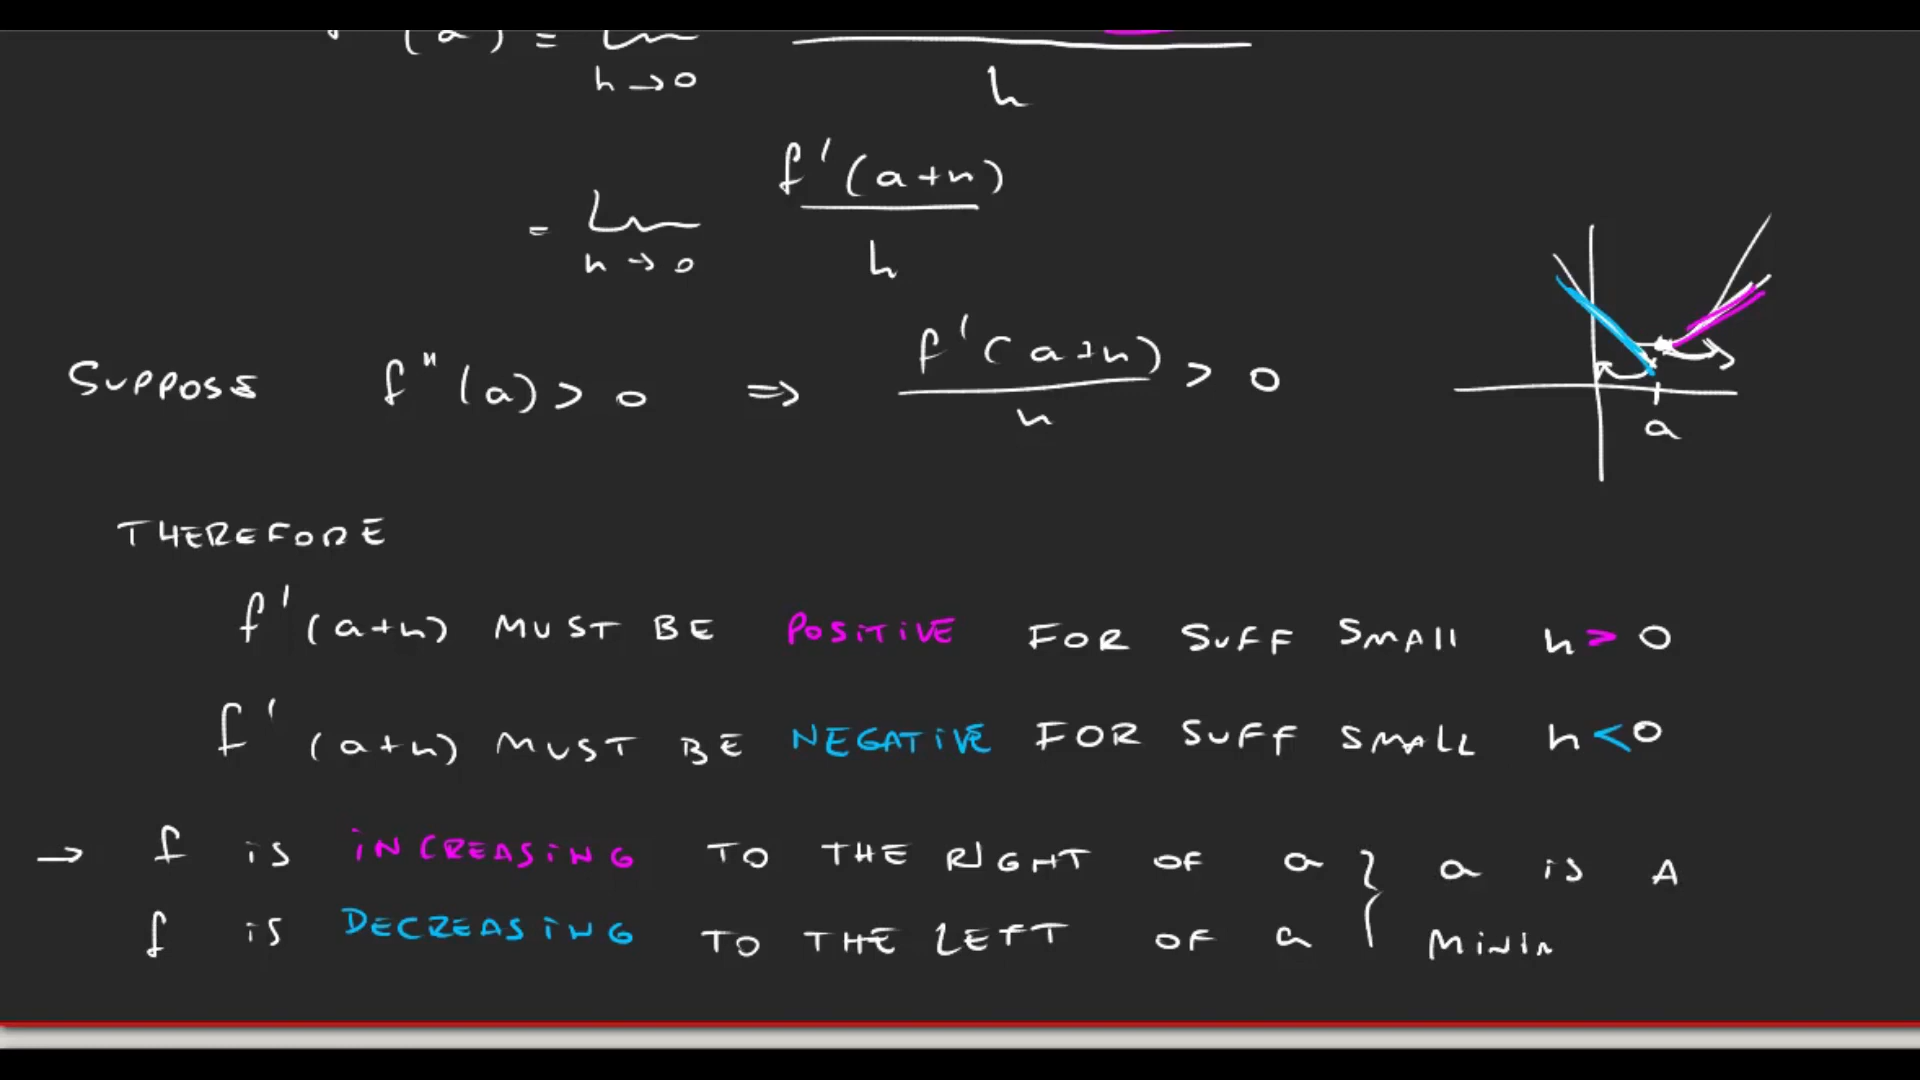 (a) = lim
h → 0
h
f'(a+h)
= lim
h → 0
h
SUPPOSE f"(a) > 0 ⇒ f'(a+h) / h > 0
a
THEREFORE
f'(a+h) MUST BE POSITIVE FOR SUFF SMALL h > 0
f'(a+h) MUST BE NEGATIVE FOR SUFF SMALL h < 0
→ f is INCREASING TO THE RIGHT OF a } a is A
f is DECREASING TO THE LEFT OF a MINIM